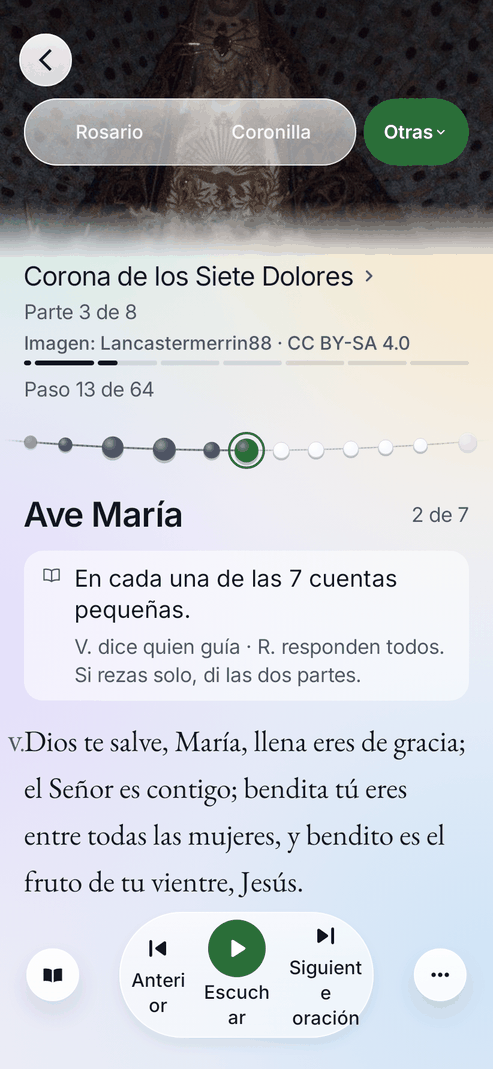 Rosario
Coronilla
Otras
Corona de los Siete Dolores
Parte 3 de 8
Imagen: Lancastermerrin88 · CC BY-SA 4.0
Paso 13 de 64
Ave María
2 de 7
En cada una de las 7 cuentas
pequeñas.
V. dice quien guía · R. responden todos.
Si rezas solo, di las dos partes.
V.Dios te salve, María, llena eres de gracia;
el Señor es contigo; bendita tú eres
entre todas las mujeres, y bendito es el
fruto de tu vientre, Jesús.
Anteri
or
Escuch
ar
Siguient
e
oración